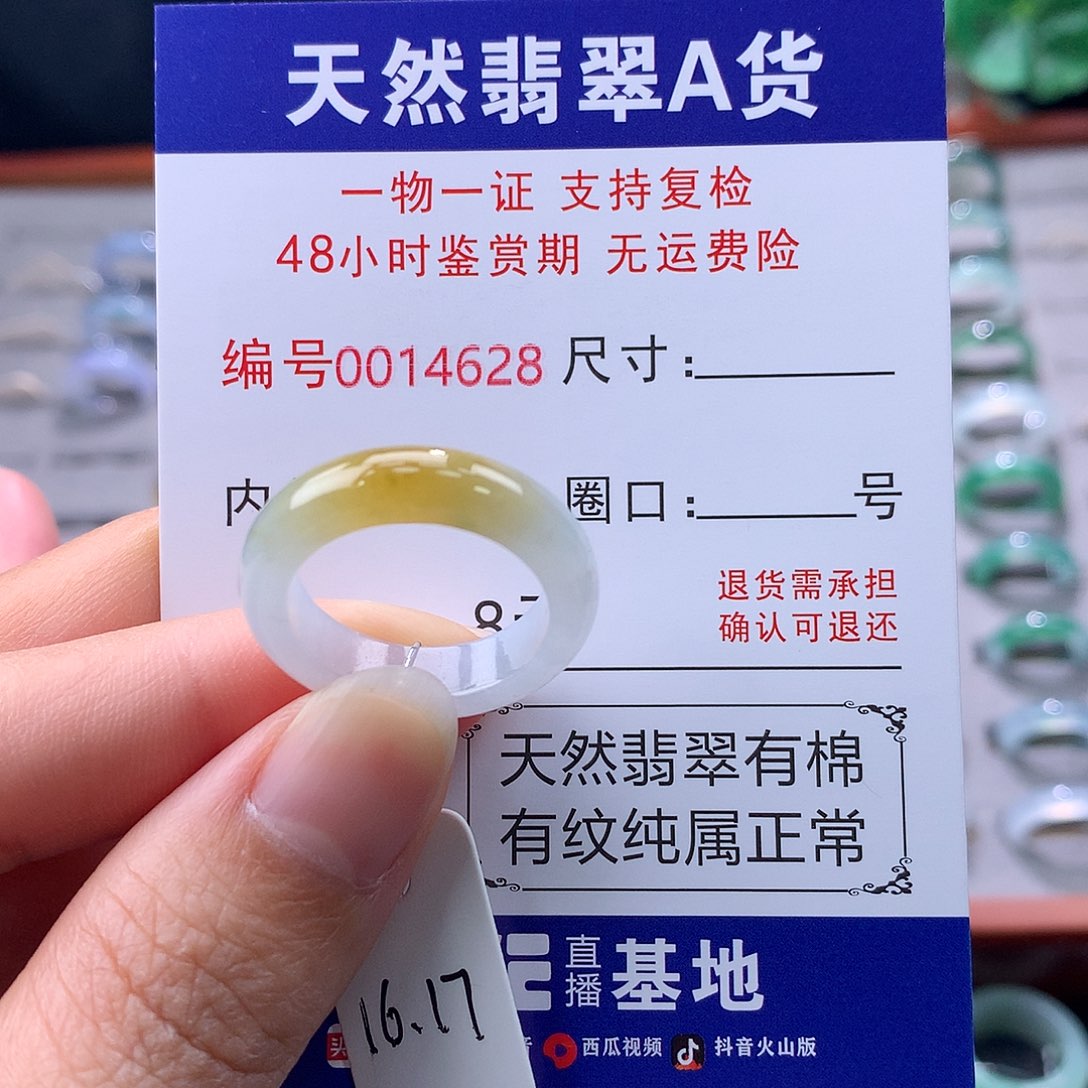 天然翡翠A货
一物一证 支持复检
48小时鉴赏期 无运费险
编号0014628 尺寸:
内 圈口: 号
8
退货需承担
确认可退还
天然翡翠有棉
有纹纯属正常
直播基地
16.17
头 音 西瓜视频 抖音火山版